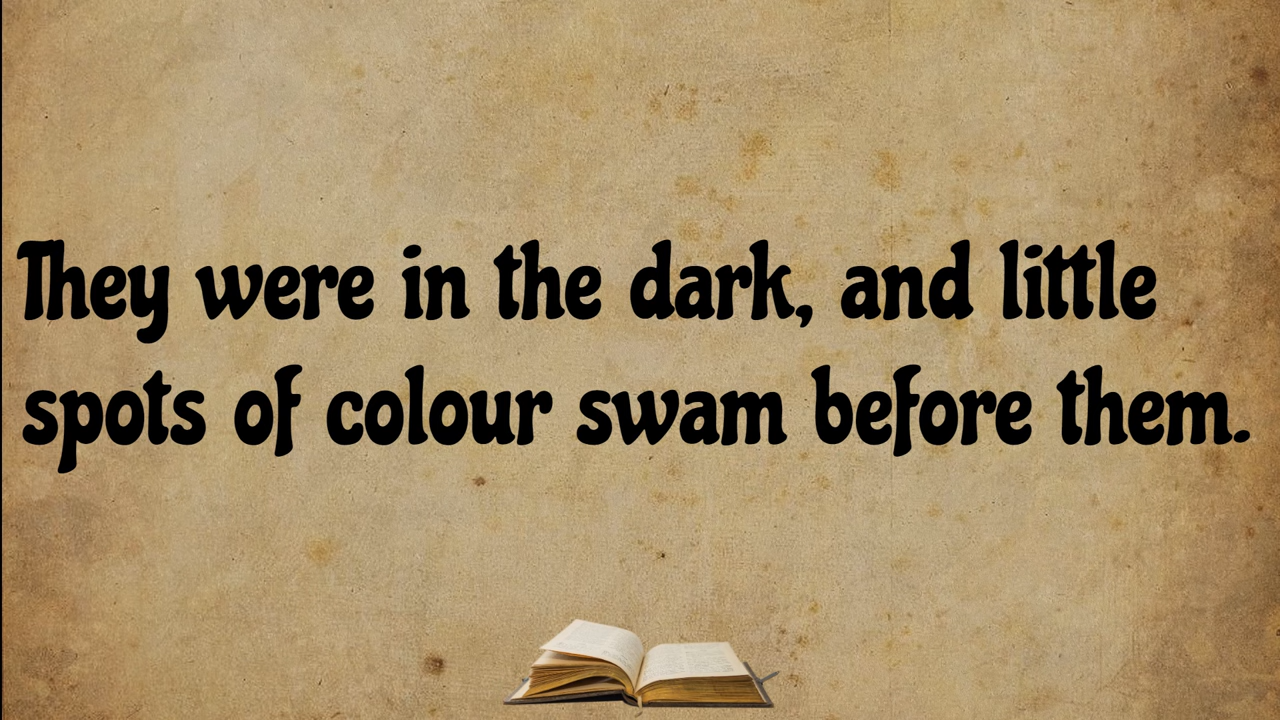 They were in the dark, and little
spots of colour swam before them.